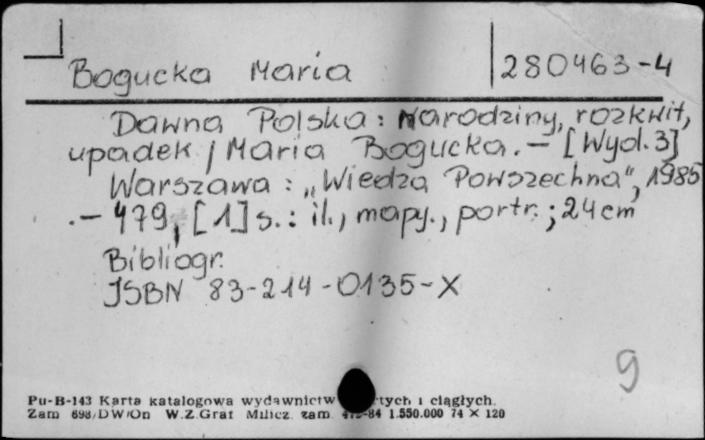 Bogucka Maria 280463-4
Dawna Polska : Narodziny, rozkwit,
upadek / Maria Bogucka. – [Wyd. 3]
Warszawa : „Wiedza Powszechna”, 1985
. – 479, [1] s. : il., mapy., portr. ; 24 cm
Bibliogr.
ISBN 83-214-0135-X
9
Pu-B-143 Karta katalogowa wydawnictw ciągłych.
Zam 698/DW/On W.Z.Graf Milicz. zam. 1.550.000 74 X 120